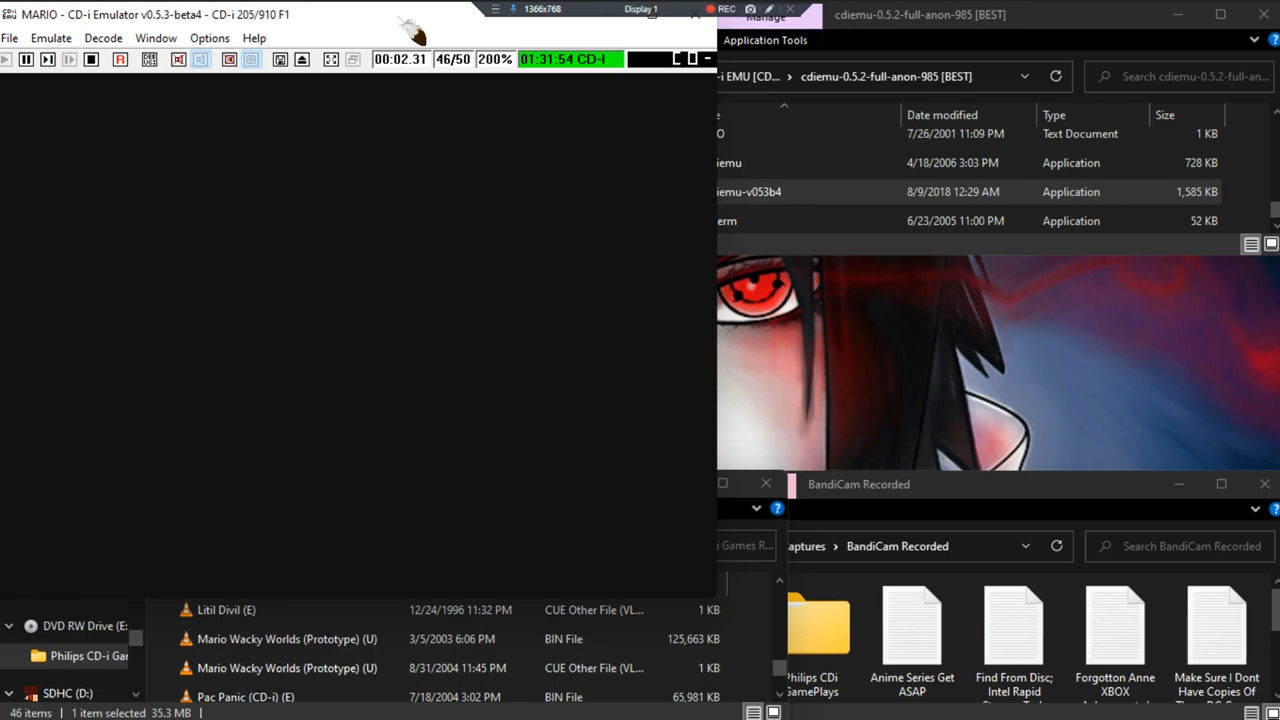 MARIO - CD-i Emulator v0.5.3-beta4 - CD-i 205/910 F1
1366x768 Display 1 REC
File Emulate Decode Window Options Help
00:02.31 46/50 200% 01:31:54 CD-I
Manage
cdiemu-0.5.2-full-anon-985 [BEST]
Application Tools
-i EMU [CD... > cdiemu-0.5.2-full-anon-985 [BEST]
Search cdiemu-0.5.2-full-an...
Date modified Type Size
O 7/26/2001 11:09 PM Text Document 1 KB
iemu 4/18/2006 3:03 PM Application 728 KB
iemu-v053b4 8/9/2018 12:29 AM Application 1,585 KB
erm 6/23/2005 11:00 PM Application 52 KB
BandiCam Recorded
-i Games R...
aptures > BandiCam Recorded
Search BandiCam Recorded
Litil Divil (E) 12/24/1996 11:32 PM CUE Other File (VL... 1 KB
DVD RW Drive (E:
Mario Wacky Worlds (Prototype) (U) 3/5/2003 6:06 PM BIN File 125,663 KB
Philips CD-i Gar
Mario Wacky Worlds (Prototype) (U) 8/31/2004 11:45 PM CUE Other File (VL... 1 KB
SDHC (D:)
Pac Panic (CD-i) (E) 7/18/2004 3:02 PM BIN File 65,981 KB
46 items 1 item selected 35.3 MB
Philips CDi GamePlays
Anime Series Get ASAP
Find From Disc; Intel Rapid
Forgotton Anne XBOX
Make Sure I Dont Have Copies Of